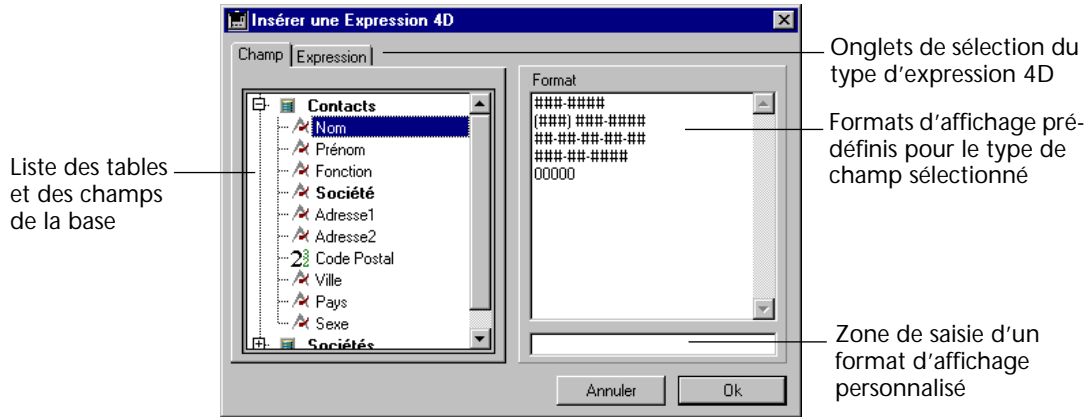 Insérer une Expression 4D
Champ
Expression
Contacts
Nom
Prénom
Fonction
Société
Adresse1
Adresse2
Code Postal
Ville
Pays
Sexe
Sociétés
Format
###-####
(###) ###-####
##-##-##-##-##
###-##-####
00000
Annuler
Ok
Liste des tables
et des champs
de la base
Onglets de sélection du
type d'expression 4D
Formats d'affichage pré-
définis pour le type de
champ sélectionné
Zone de saisie d'un
format d'affichage
personnalisé